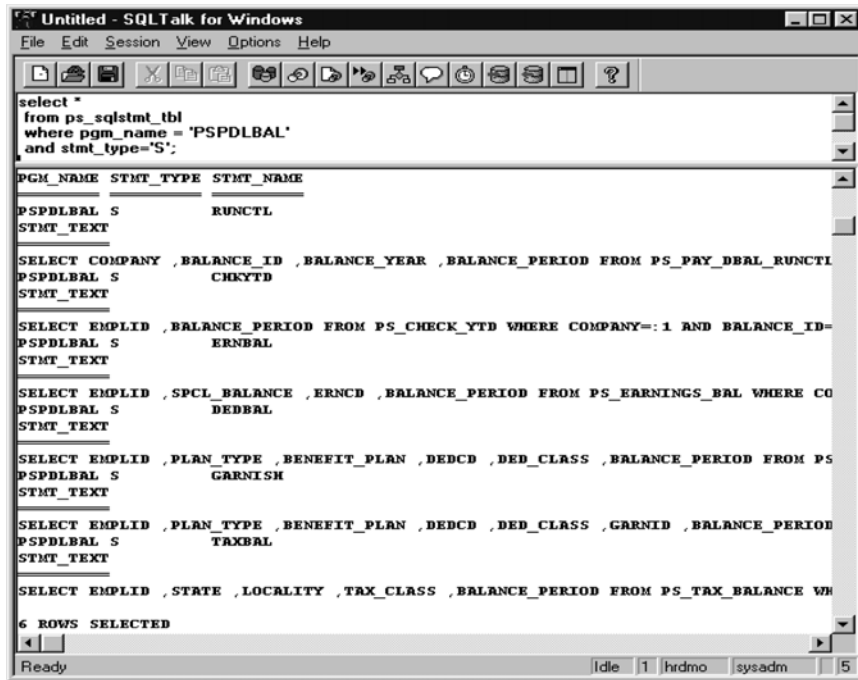 Untitled - SQLTalk for Windows
File Edit Session View Options Help
select *
from ps_sqlstmt_tbl
where pgm_name = 'PSPDLBAL'
and stmt_type='S';
PGM_NAME STMT_TYPE STMT_NAME
PSPDLBAL S RUNCTL
STMT_TEXT
SELECT COMPANY ,BALANCE_ID ,BALANCE_YEAR ,BALANCE_PERIOD FROM PS_PAY_DBAL_RUNCTL
PSPDLBAL S CHKYTD
STMT_TEXT
SELECT EMPLID ,BALANCE_PERIOD FROM PS_CHECK_YTD WHERE COMPANY=:1 AND BALANCE_ID=
PSPDLBAL S ERNBAL
STMT_TEXT
SELECT EMPLID ,SPCL_BALANCE ,ERNCD ,BALANCE_PERIOD FROM PS_EARNINGS_BAL WHERE CO
PSPDLBAL S DEDBAL
STMT_TEXT
SELECT EMPLID ,PLAN_TYPE ,BENEFIT_PLAN ,DEDCD ,DED_CLASS ,BALANCE_PERIOD FROM PS
PSPDLBAL S GARNISH
STMT_TEXT
SELECT EMPLID ,PLAN_TYPE ,BENEFIT_PLAN ,DEDCD ,DED_CLASS ,GARNID ,BALANCE_PERIOD
PSPDLBAL S TAXBAL
STMT_TEXT
SELECT EMPLID ,STATE ,LOCALITY ,TAX_CLASS ,BALANCE_PERIOD FROM PS_TAX_BALANCE WH
6 ROWS SELECTED
Ready Idle 1 hrdmo sysadm 5